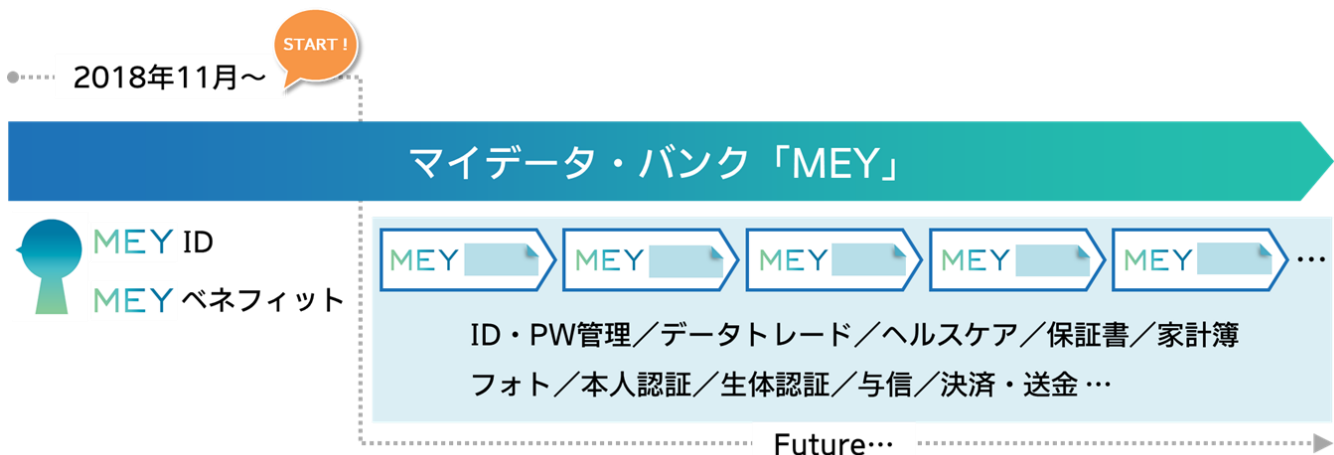 START！
2018年11月～
マイデータ・バンク「MEY」
MEY ID
MEY ベネフィット
MEY MEY MEY MEY MEY …
ID・PW管理／データトレード／ヘルスケア／保証書／家計簿
フォト／本人認証／生体認証／与信／決済・送金 …
Future…